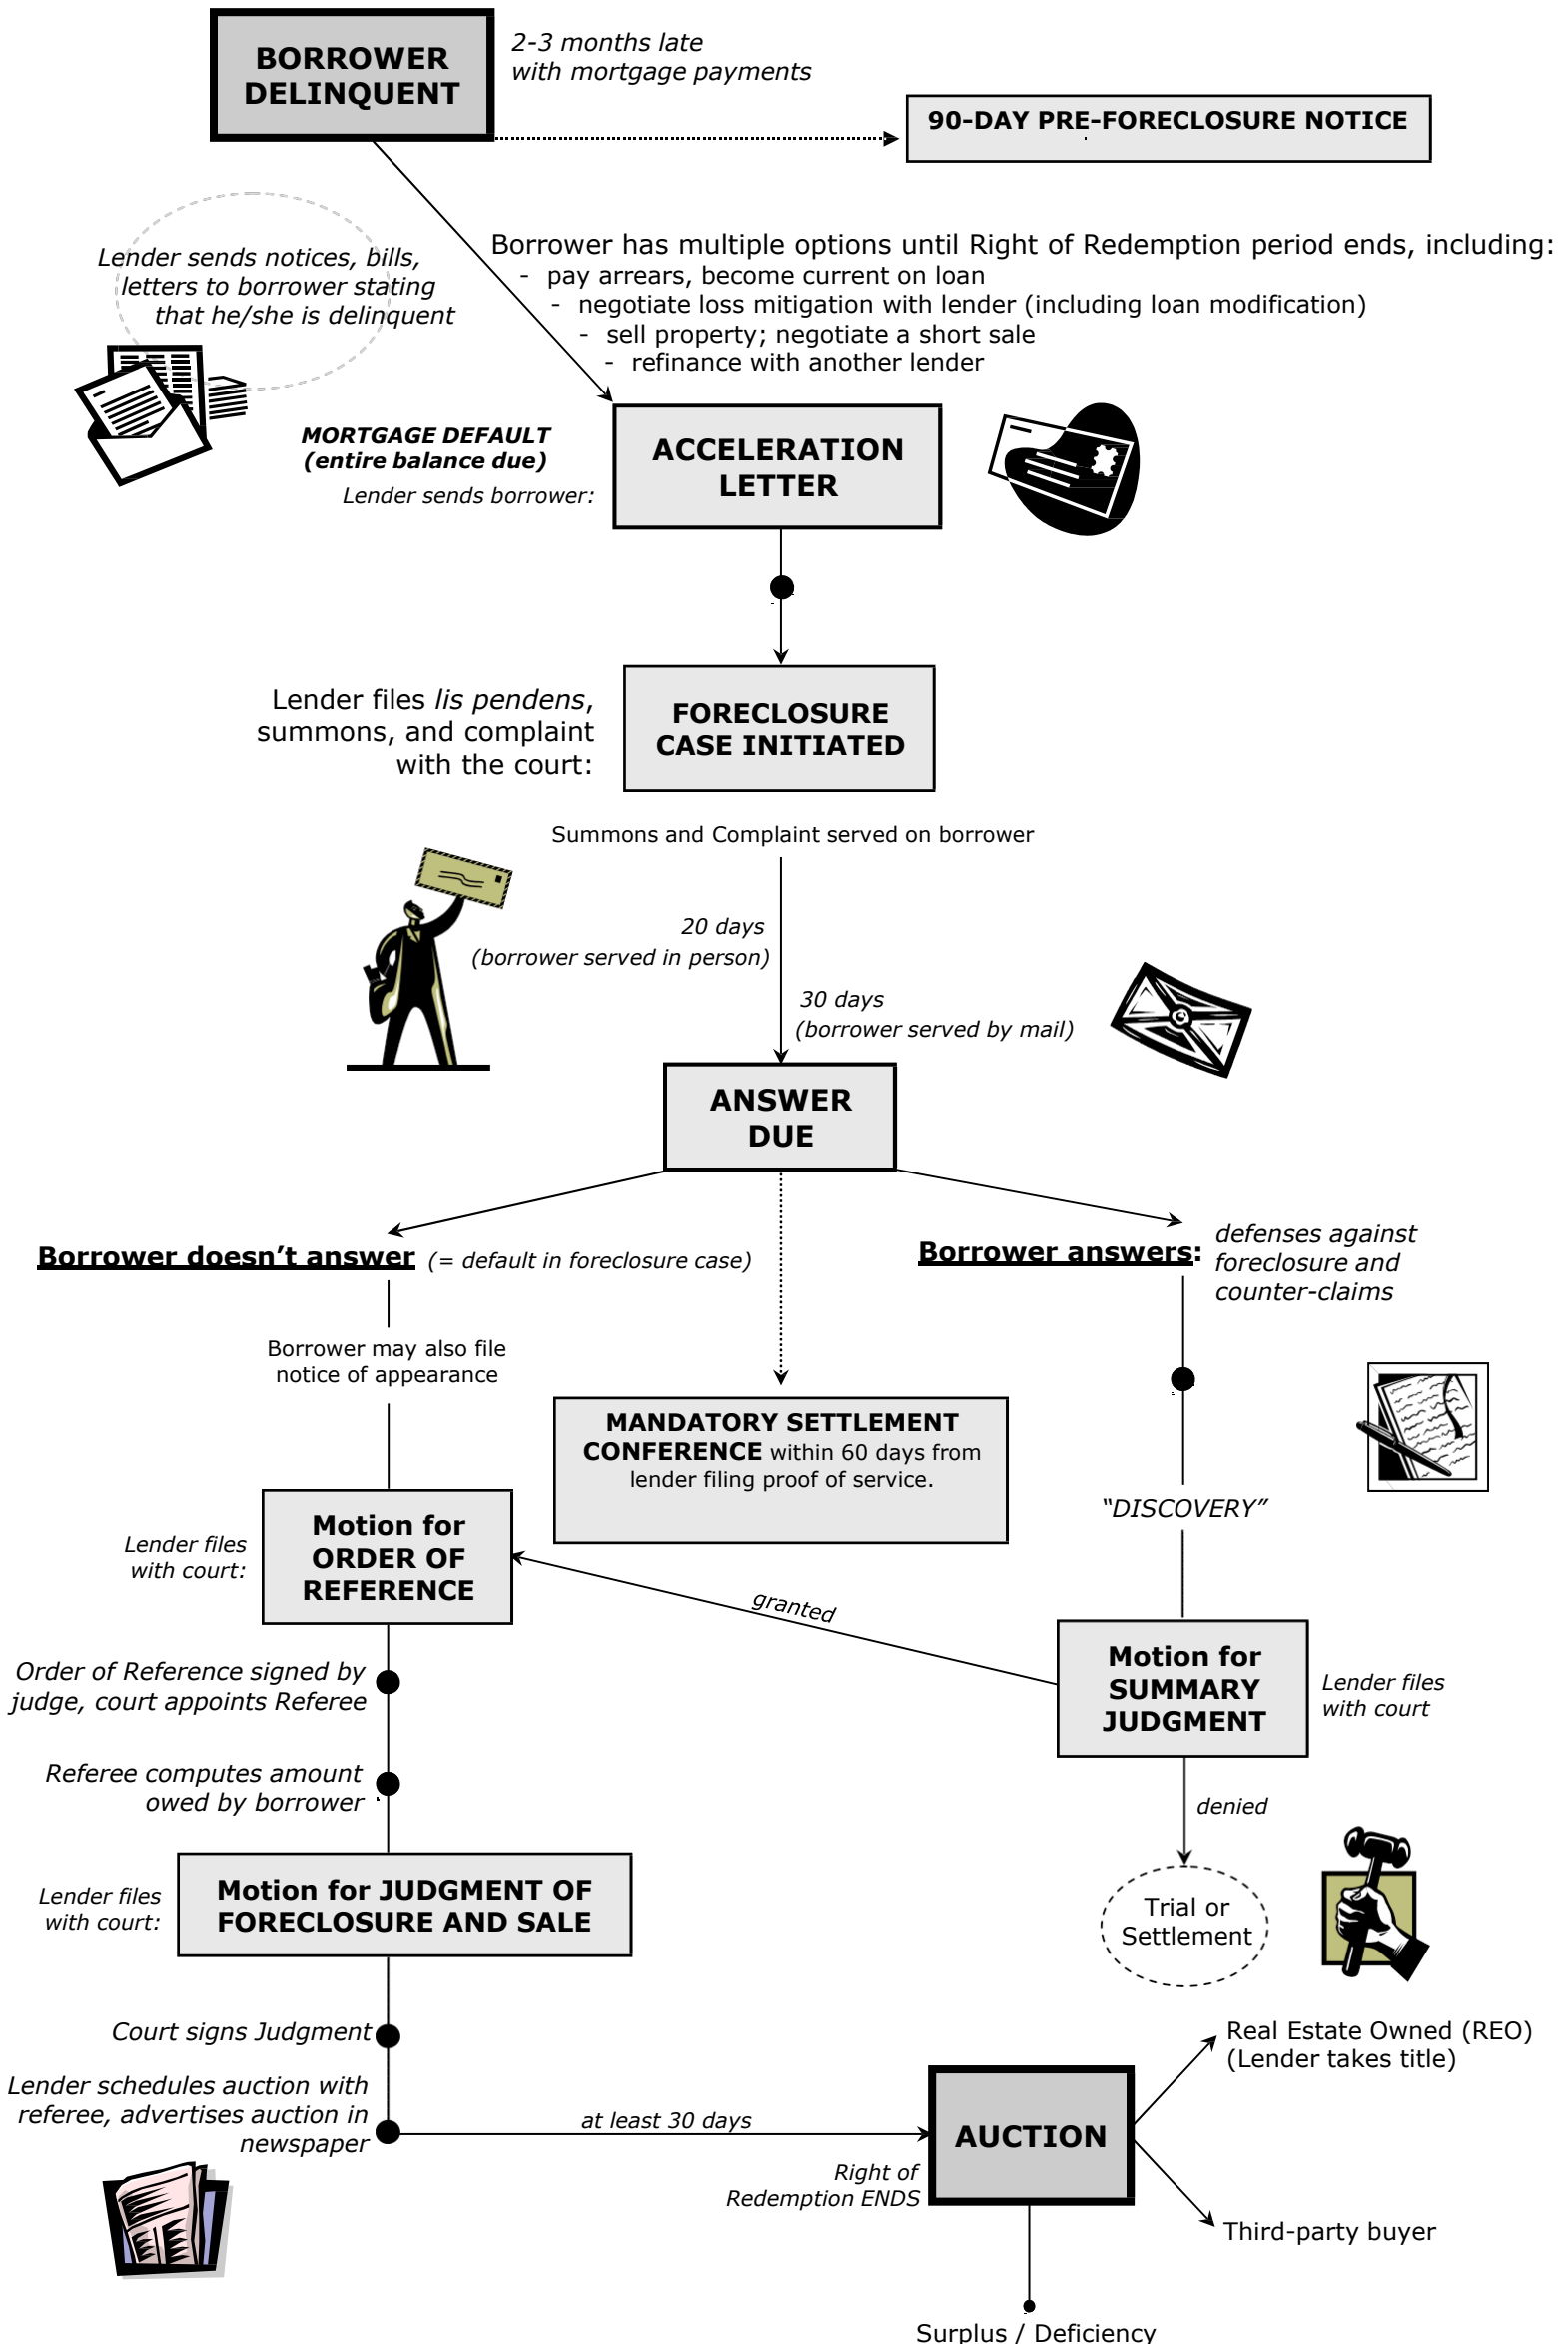 BORROWER
DELINQUENT
2-3 months late
with mortgage payments
90-DAY PRE-FORECLOSURE NOTICE
Lender sends notices, bills,
letters to borrower stating
that he/she is delinquent
Borrower has multiple options until Right of Redemption period ends, including:
- pay arrears, become current on loan
- negotiate loss mitigation with lender (including loan modification)
- sell property; negotiate a short sale
- refinance with another lender
MORTGAGE DEFAULT
(entire balance due)
Lender sends borrower:
ACCELERATION
LETTER
Lender files lis pendens,
summons, and complaint
with the court:
FORECLOSURE
CASE INITIATED
Summons and Complaint served on borrower
20 days
(borrower served in person)
30 days
(borrower served by mail)
ANSWER
DUE
Borrower doesn’t answer (= default in foreclosure case)
Borrower answers:
defenses against
foreclosure and
counter-claims
Borrower may also file
notice of appearance
MANDATORY SETTLEMENT
CONFERENCE within 60 days from
lender filing proof of service.
“DISCOVERY”
Lender files
with court:
Motion for
ORDER OF
REFERENCE
granted
Motion for
SUMMARY
JUDGMENT
Lender files
with court
Order of Reference signed by
judge, court appoints Referee
Referee computes amount
owed by borrower
denied
Trial or
Settlement
Lender files
with court:
Motion for JUDGMENT OF
FORECLOSURE AND SALE
Court signs Judgment
Lender schedules auction with
referee, advertises auction in
newspaper
at least 30 days
Right of
Redemption ENDS
AUCTION
Real Estate Owned (REO)
(Lender takes title)
Third-party buyer
Surplus / Deficiency